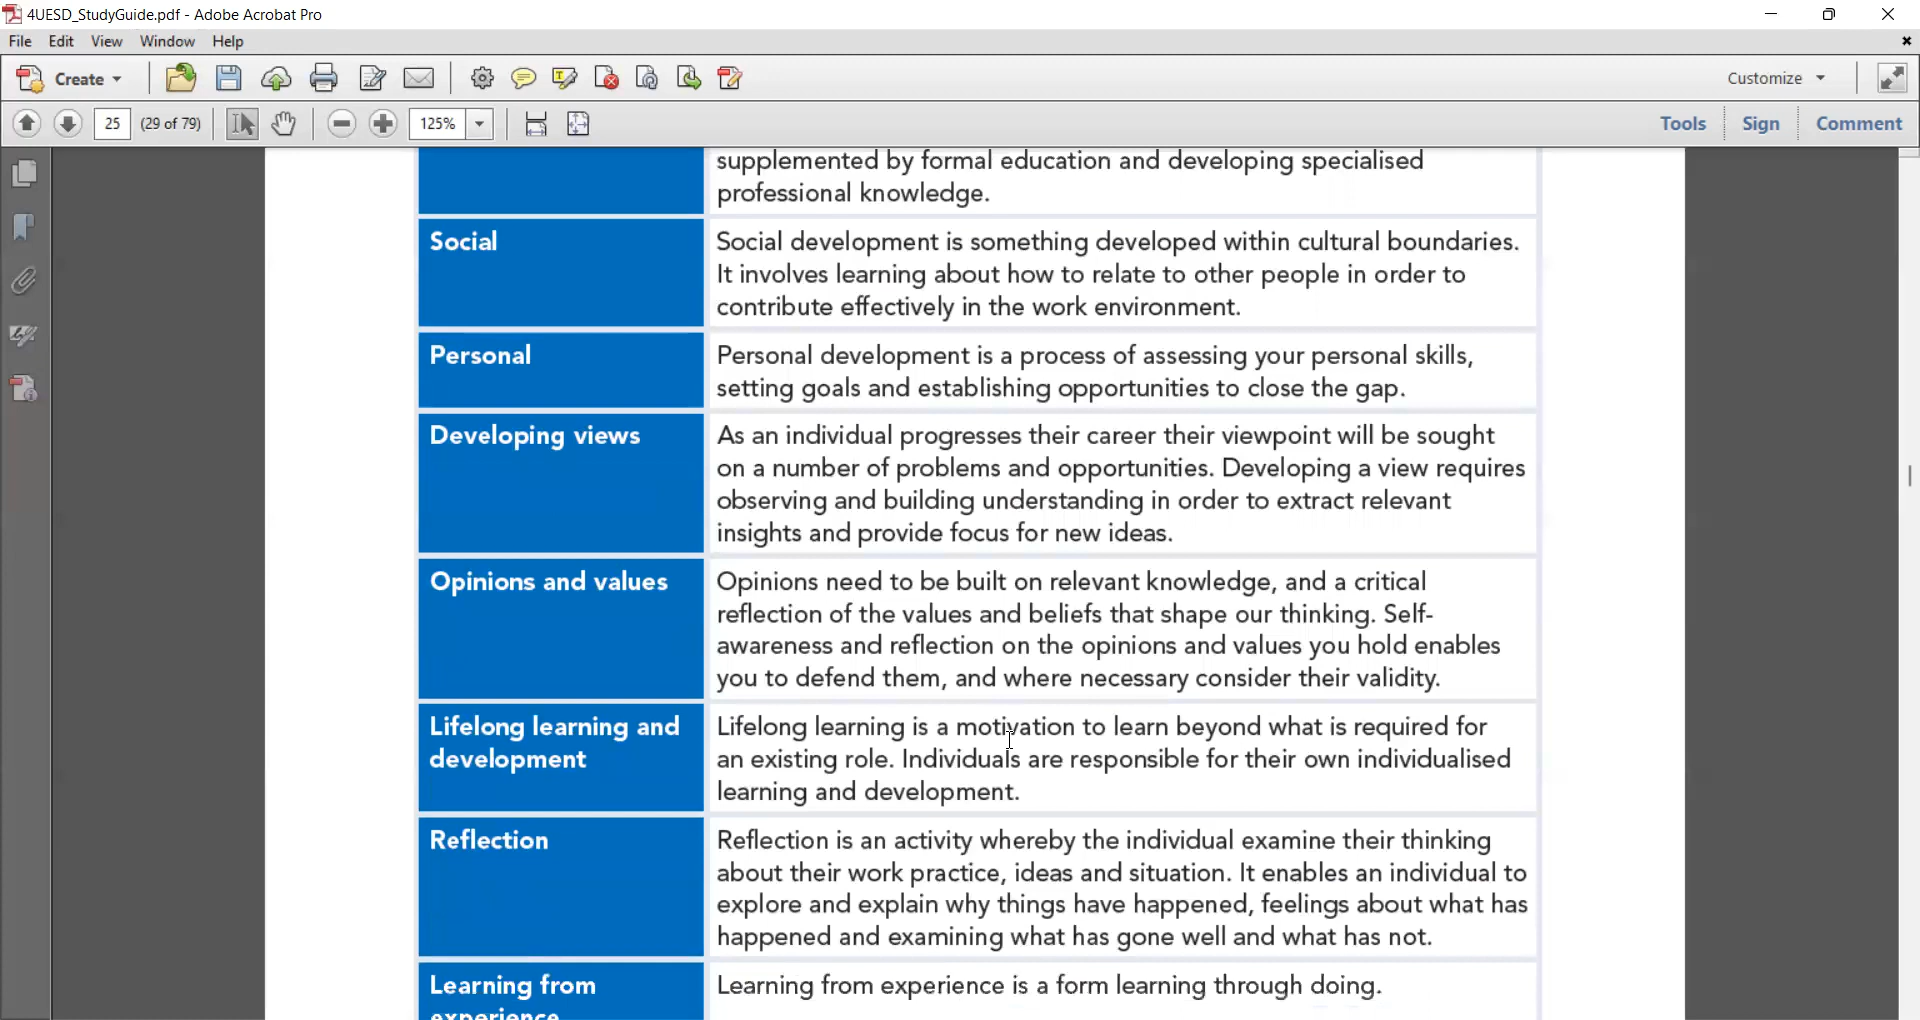 4UESD_StudyGuide.pdf - Adobe Acrobat Pro
File Edit View Window Help
Create Customize
25 (29 of 79) 125% Tools Sign Comment
supplemented by formal education and developing specialised
professional knowledge.
Social
Social development is something developed within cultural boundaries.
It involves learning about how to relate to other people in order to
contribute effectively in the work environment.
Personal
Personal development is a process of assessing your personal skills,
setting goals and establishing opportunities to close the gap.
Developing views
As an individual progresses their career their viewpoint will be sought
on a number of problems and opportunities. Developing a view requires
observing and building understanding in order to extract relevant
insights and provide focus for new ideas.
Opinions and values
Opinions need to be built on relevant knowledge, and a critical
reflection of the values and beliefs that shape our thinking. Self-
awareness and reflection on the opinions and values you hold enables
you to defend them, and where necessary consider their validity.
Lifelong learning and
development
Lifelong learning is a motivation to learn beyond what is required for
an existing role. Individuals are responsible for their own individualised
learning and development.
Reflection
Reflection is an activity whereby the individual examine their thinking
about their work practice, ideas and situation. It enables an individual to
explore and explain why things have happened, feelings about what has
happened and examining what has gone well and what has not.
Learning from
experience
Learning from experience is a form learning through doing.